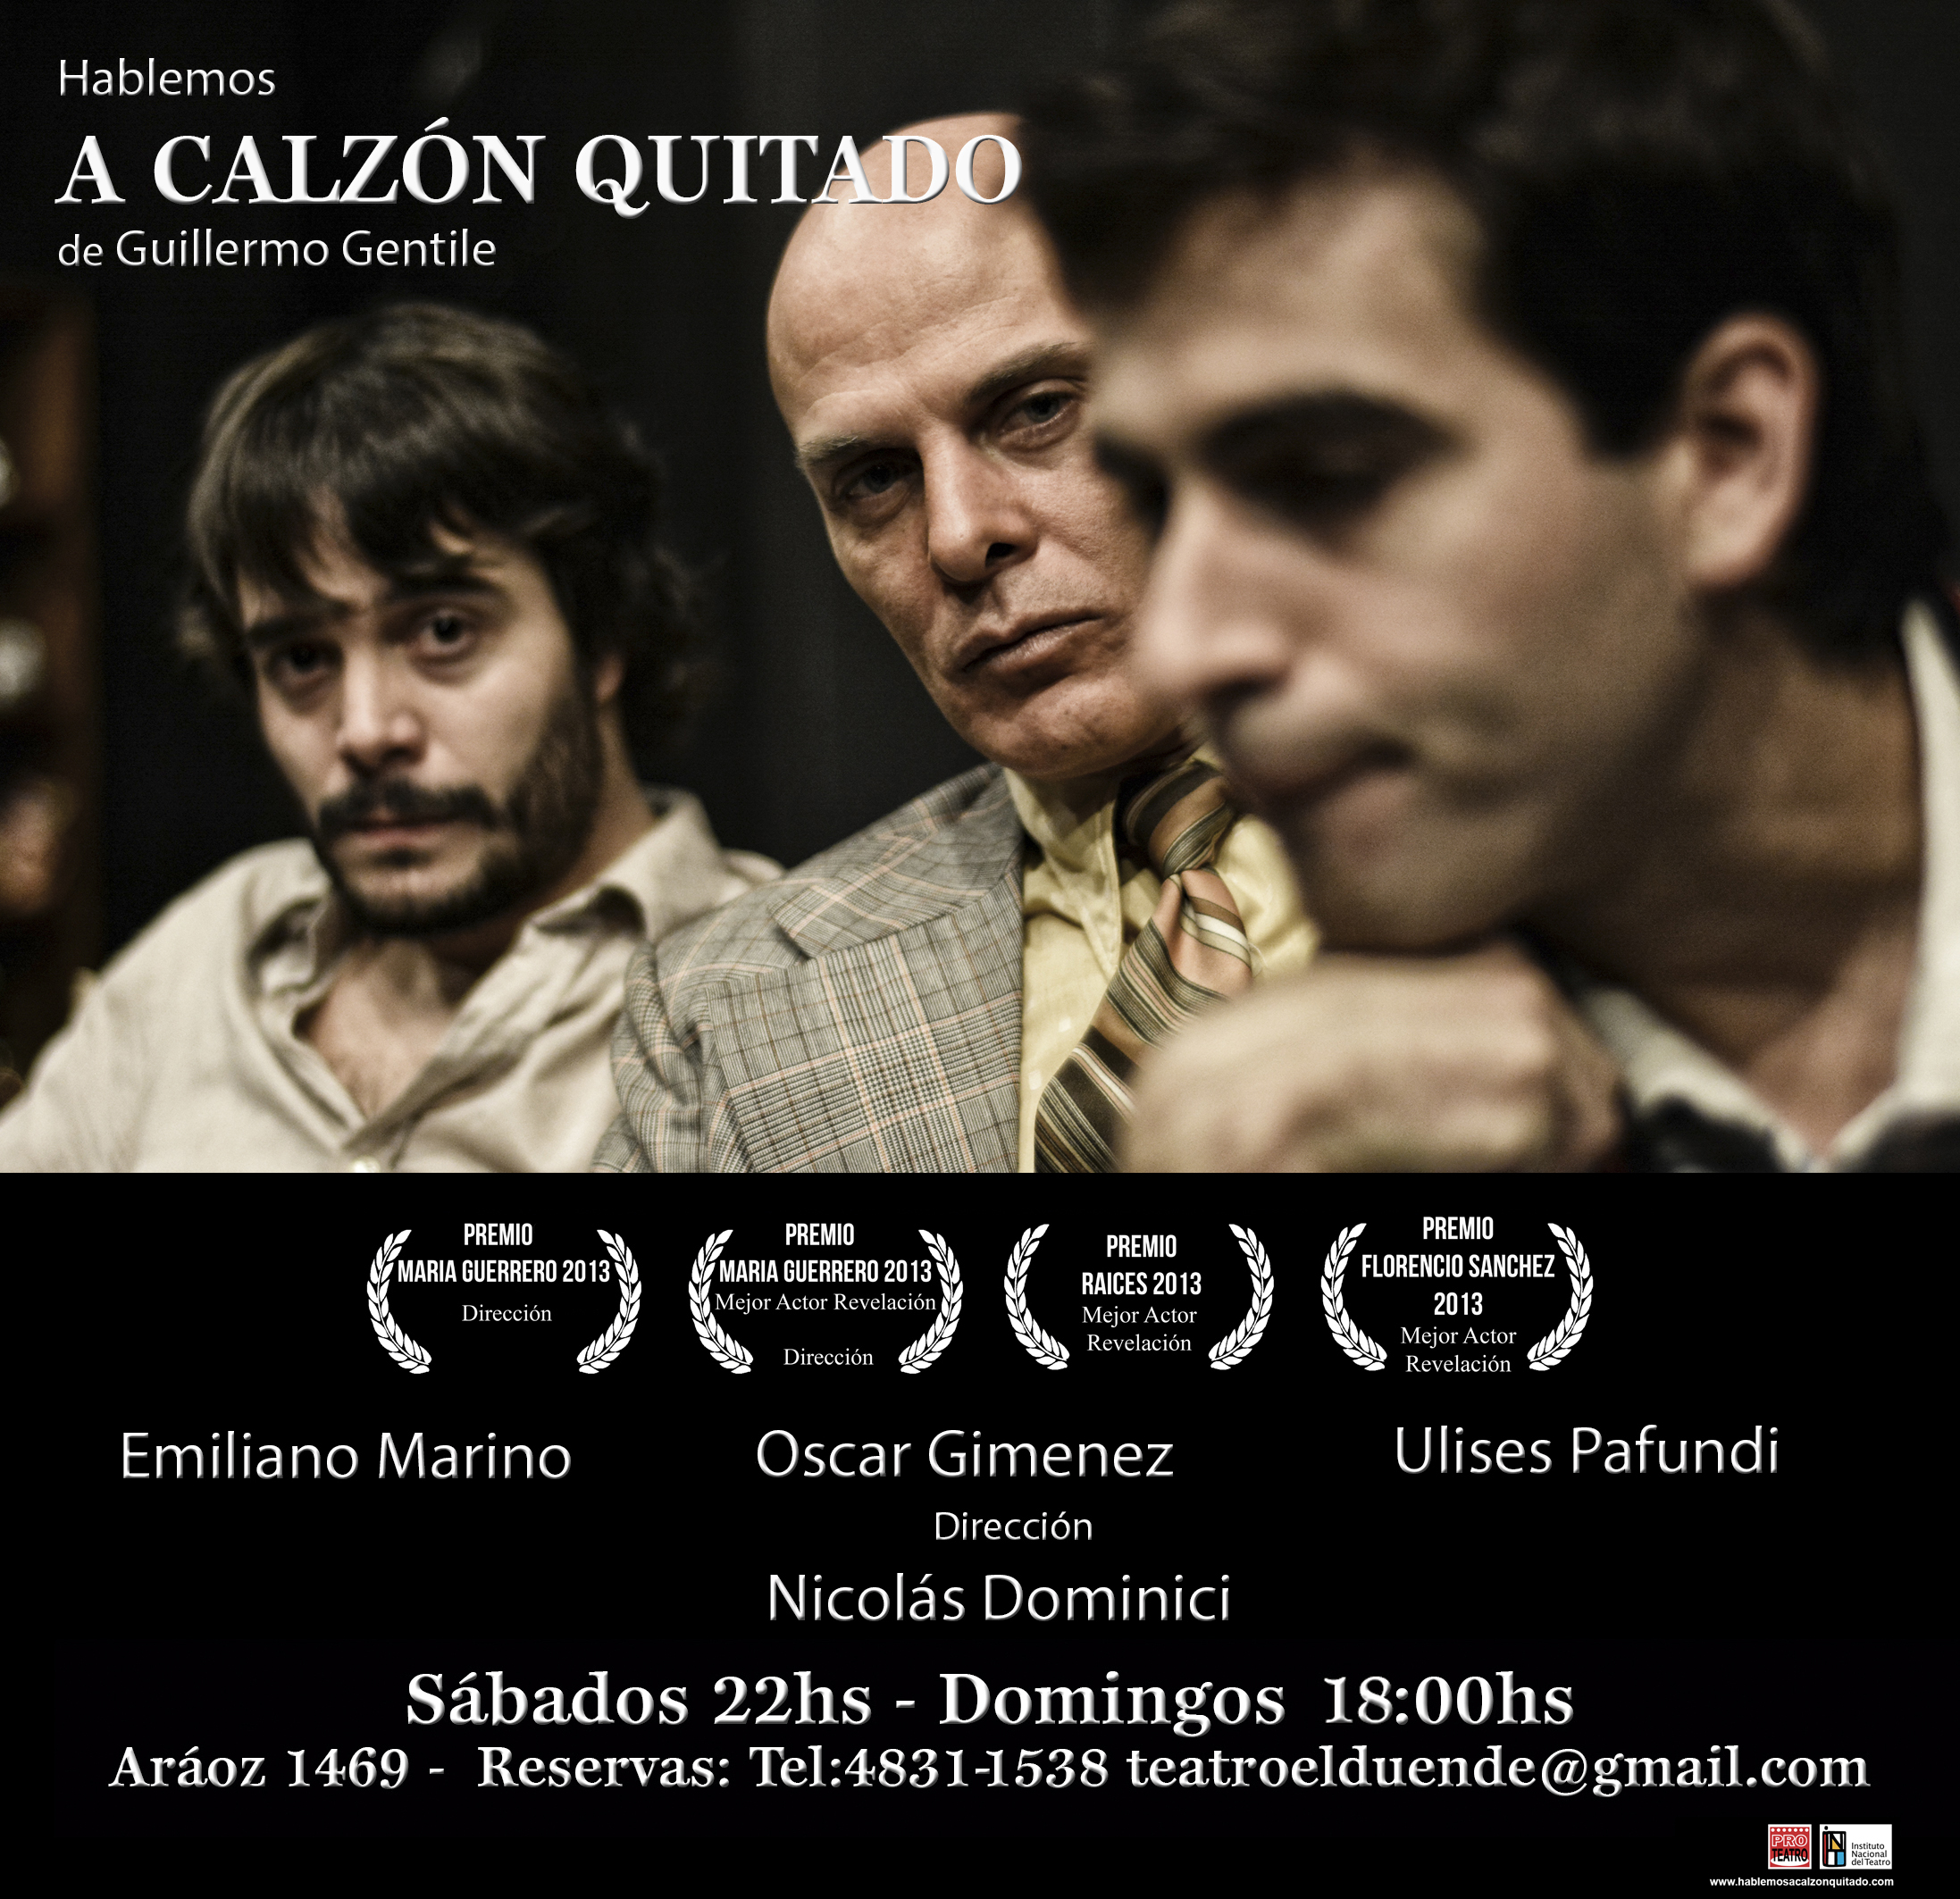 Hablemos
A CALZÓN QUITADO
de Guillermo Gentile
PREMIO
MARIA GUERRERO 2013
Dirección
PREMIO
MARIA GUERRERO 2013
Mejor Actor Revelación
Dirección
PREMIO
RAICES 2013
Mejor Actor
Revelación
PREMIO
FLORENCIO SANCHEZ
2013
Mejor Actor
Revelación
Emiliano Marino
Oscar Gimenez
Ulises Pafundi
Dirección
Nicolás Dominici
Sábados 22hs - Domingos 18:00hs
Aráoz 1469 - Reservas: Tel:4831-1538 teatroelduende@gmail.com
PRO
TEATRO
INT
Instituto
Nacional
del Teatro
www.hablemosacalzonquitado.com